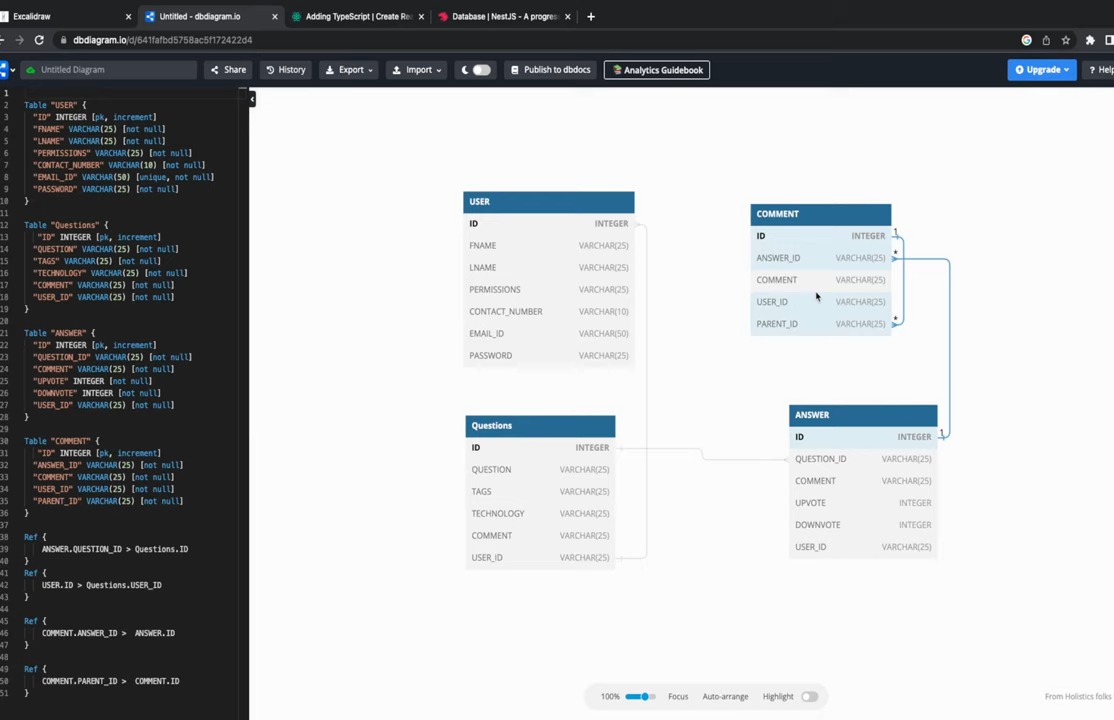 Excalidraw
Untitled - dbdiagram.io
Adding TypeScript | Create Re
Database | NestJS - A progres
dbdiagram.io/d/641fafbd5758ac5f172422d4
Untitled Diagram
Share
History
Export
Import
Publish to dbdocs
Analytics Guidebook
Upgrade
Help
1
2 Table "USER" {
3 "ID" INTEGER [pk, increment]
4 "FNAME" VARCHAR(25) [not null]
5 "LNAME" VARCHAR(25) [not null]
6 "PERMISSIONS" VARCHAR(25) [not null]
7 "CONTACT_NUMBER" VARCHAR(10) [not null]
8 "EMAIL_ID" VARCHAR(50) [unique, not null]
9 "PASSWORD" VARCHAR(25) [not null]
10 }
11
12 Table "Questions" {
13 "ID" INTEGER [pk, increment]
14 "QUESTION" VARCHAR(25) [not null]
15 "TAGS" VARCHAR(25) [not null]
16 "TECHNOLOGY" VARCHAR(25) [not null]
17 "COMMENT" VARCHAR(25) [not null]
18 "USER_ID" VARCHAR(25) [not null]
19 }
20
21 Table "ANSWER" {
22 "ID" INTEGER [pk, increment]
23 "QUESTION_ID" VARCHAR(25) [not null]
24 "COMMENT" VARCHAR(25) [not null]
25 "UPVOTE" INTEGER [not null]
26 "DOWNVOTE" INTEGER [not null]
27 "USER_ID" VARCHAR(25) [not null]
28 }
29
30 Table "COMMENT" {
31 "ID" INTEGER [pk, increment]
32 "ANSWER_ID" VARCHAR(25) [not null]
33 "COMMENT" VARCHAR(25) [not null]
34 "USER_ID" VARCHAR(25) [not null]
35 "PARENT_ID" VARCHAR(25) [not null]
36 }
37
38 Ref {
39 ANSWER.QUESTION_ID > Questions.ID
40 }
41 Ref {
42 USER.ID > Questions.USER_ID
43 }
44
45 Ref {
46 COMMENT.ANSWER_ID > ANSWER.ID
47 }
48
49 Ref {
50 COMMENT.PARENT_ID > COMMENT.ID
51 }
USER
ID INTEGER
FNAME VARCHAR(25)
LNAME VARCHAR(25)
PERMISSIONS VARCHAR(25)
CONTACT_NUMBER VARCHAR(10)
EMAIL_ID VARCHAR(50)
PASSWORD VARCHAR(25)
COMMENT
ID INTEGER 1
ANSWER_ID VARCHAR(25) *
COMMENT VARCHAR(25)
USER_ID VARCHAR(25)
PARENT_ID VARCHAR(25) *
Questions
ID INTEGER
QUESTION VARCHAR(25)
TAGS VARCHAR(25)
TECHNOLOGY VARCHAR(25)
COMMENT VARCHAR(25)
USER_ID VARCHAR(25)
ANSWER
ID INTEGER 1
QUESTION_ID VARCHAR(25)
COMMENT VARCHAR(25)
UPVOTE INTEGER
DOWNVOTE INTEGER
USER_ID VARCHAR(25)
100%
Focus
Auto-arrange
Highlight
From Holistics folks